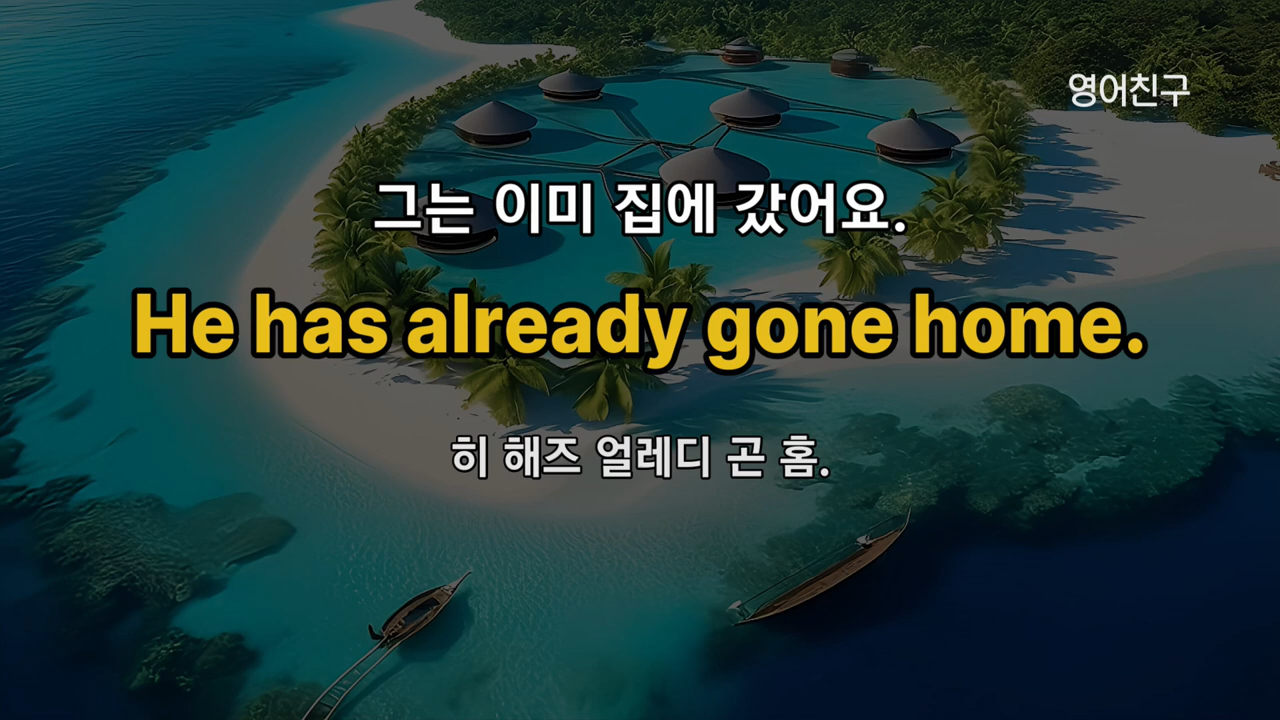 영어친구
그는 이미 집에 갔어요.
He has already gone home.
히 해즈 얼레디 곤 홈.